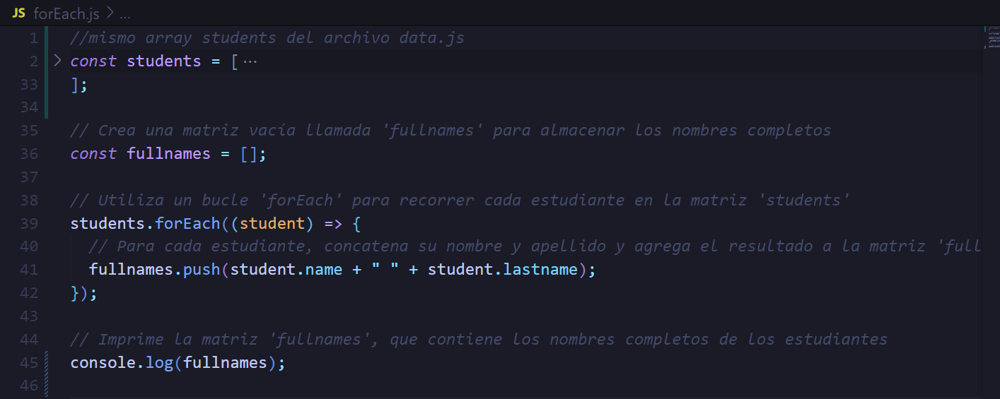 JS forEach.js > ...
1 //mismo array students del archivo data.js
2 > const students = [ ···
33 ];
34
35 // Crea una matriz vacía llamada 'fullnames' para almacenar los nombres completos
36 const fullnames = [];
37
38 // Utiliza un bucle 'forEach' para recorrer cada estudiante en la matriz 'students'
39 students.forEach((student) => {
40 // Para cada estudiante, concatena su nombre y apellido y agrega el resultado a la matriz 'full
41 fullnames.push(student.name + " " + student.lastname);
42 });
43
44 // Imprime la matriz 'fullnames', que contiene los nombres completos de los estudiantes
45 console.log(fullnames);
46